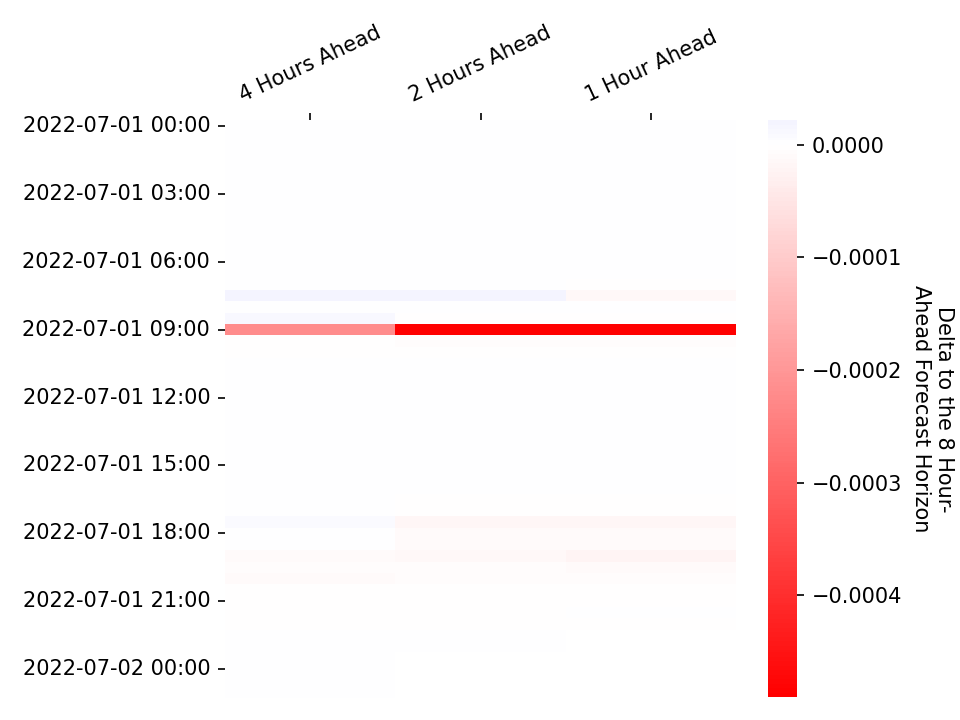 4 Hours Ahead
2 Hours Ahead
1 Hour Ahead
2022-07-01 00:00
2022-07-01 03:00
2022-07-01 06:00
2022-07-01 09:00
2022-07-01 12:00
2022-07-01 15:00
2022-07-01 18:00
2022-07-01 21:00
2022-07-02 00:00
0.0000
−0.0001
−0.0002
−0.0003
−0.0004
Delta to the 8 Hour-
Ahead Forecast Horizon